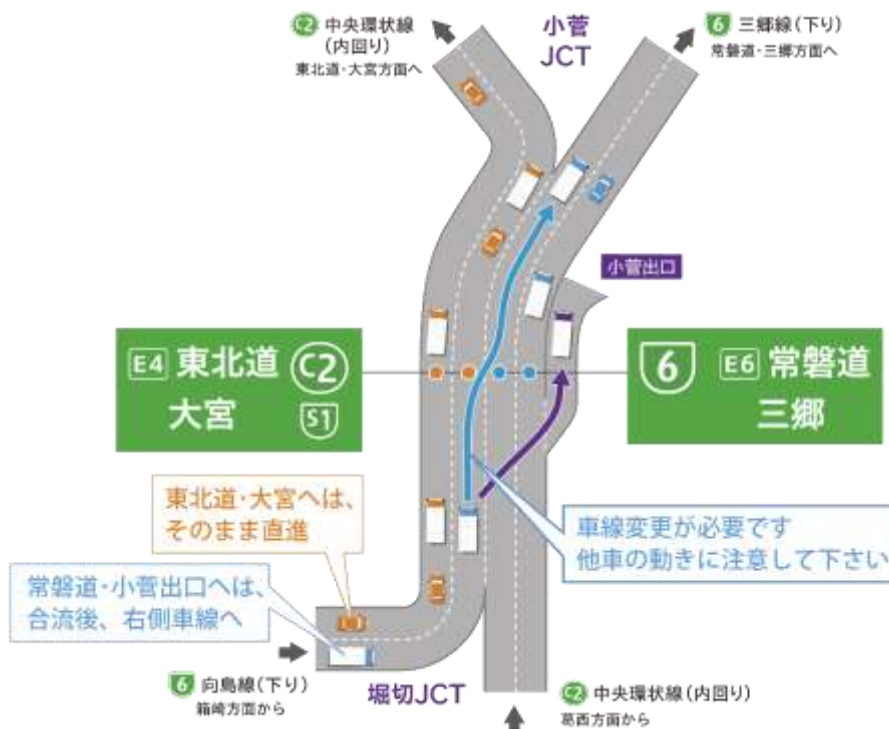 C2 中央環状線
(内回り)
東北道・大宮方面へ
小菅
JCT
6 三郷線(下り)
常磐道・三郷方面へ
小菅出口
E4 東北道 C2
大宮 S1
6 E6 常磐道
三郷
東北道・大宮へは、
そのまま直進
車線変更が必要です
他車の動きに注意して下さい
常磐道・小菅出口へは、
合流後、右側車線へ
6 向島線(下り)
箱崎方面から
堀切JCT
C2 中央環状線(内回り)
葛西方面から